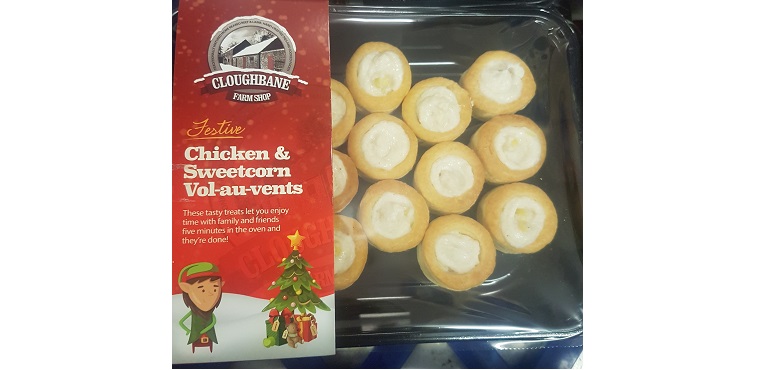 CLOUGHBANE
FARM SHOP
Festive
Chicken &
Sweetcorn
Vol-au-vents
These tasty treats let you enjoy
time with family and friends
five minutes in the oven and
they're done!